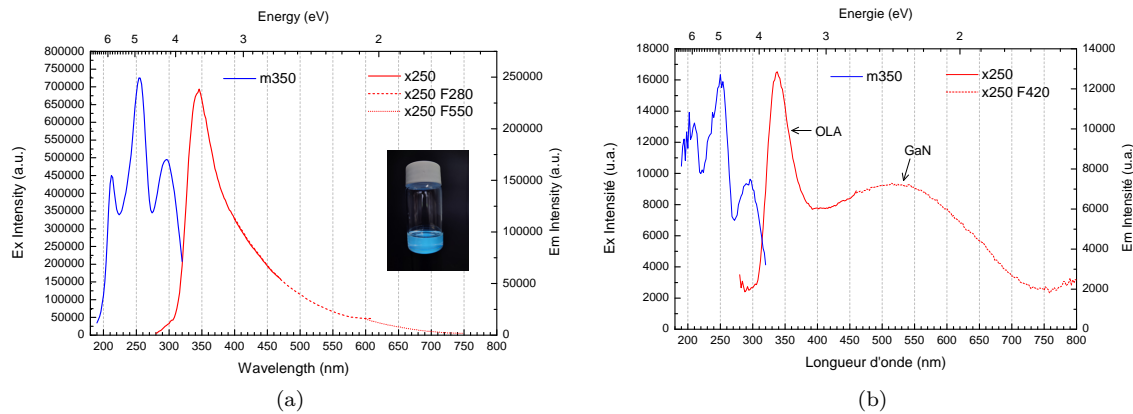 Energy (eV)
6 5 4 3 2
800000
750000
700000
650000
600000
550000
500000
450000
400000
350000
300000
250000
200000
150000
100000
50000
0
Ex Intensity (a.u.)
m350
x250
x250 F280
x250 F550
250000
200000
150000
100000
50000
0
Em Intensity (a.u.)
200 250 300 350 400 450 500 550 600 650 700 750 800
Wavelength (nm)
(a)
Energie (eV)
6 5 4 3 2
18000
16000
14000
12000
10000
8000
6000
4000
2000
0
Ex Intensité (u.a.)
m350
x250
x250 F420
OLA
GaN
14000
12000
10000
8000
6000
4000
2000
0
Em Intensité (u.a.)
200 250 300 350 400 450 500 550 600 650 700 750 800
Longueur d'onde (nm)
(b)